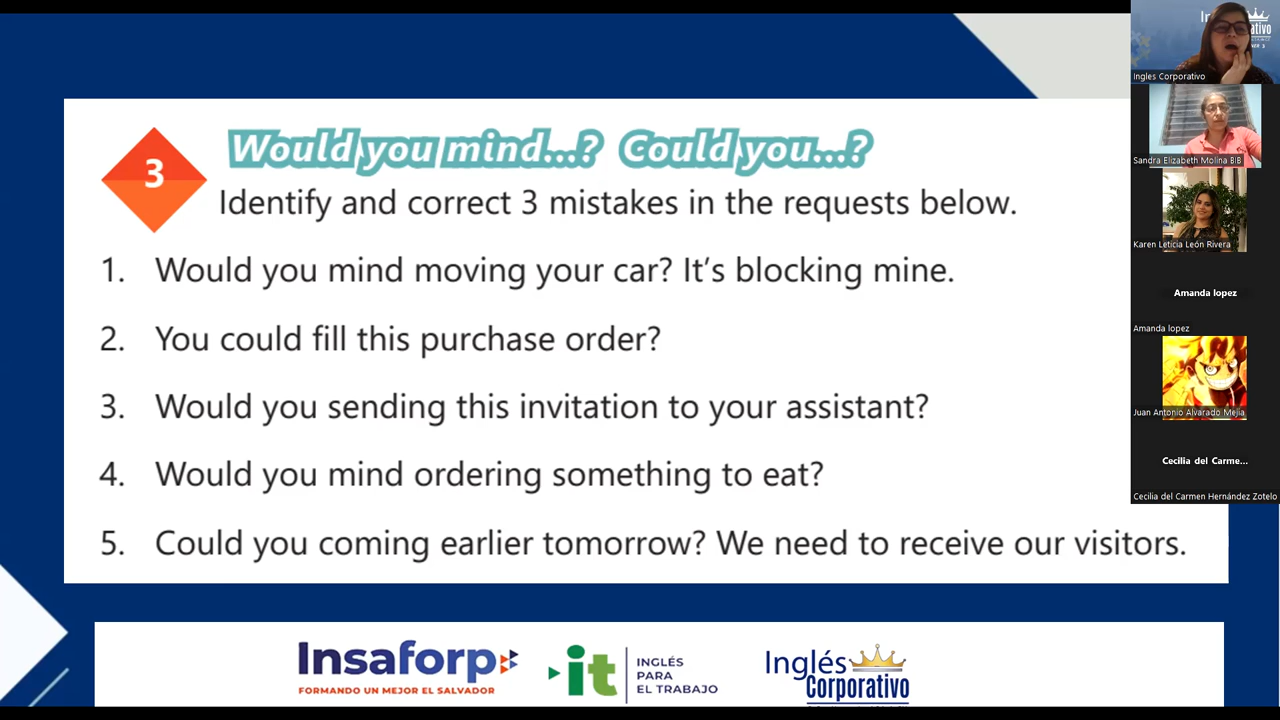 3
Would you mind...? Could you...?
Identify and correct 3 mistakes in the requests below.
1. Would you mind moving your car? It's blocking mine.
2. You could fill this purchase order?
3. Would you sending this invitation to your assistant?
4. Would you mind ordering something to eat?
5. Could you coming earlier tomorrow? We need to receive our visitors.
Insaforp
FORMANDO UN MEJOR EL SALVADOR
it
INGLÉS
PARA
EL TRABAJO
Inglés
Corporativo
Ingles Corporativo
Sandra Elizabeth Molina BIB
Karen Leticia León Rivera
Amanda lopez
Amanda lopez
Juan Antonio Alvarado Mejia
Cecilia del Carme...
Cecilia del Carmen Hernández Zotelo